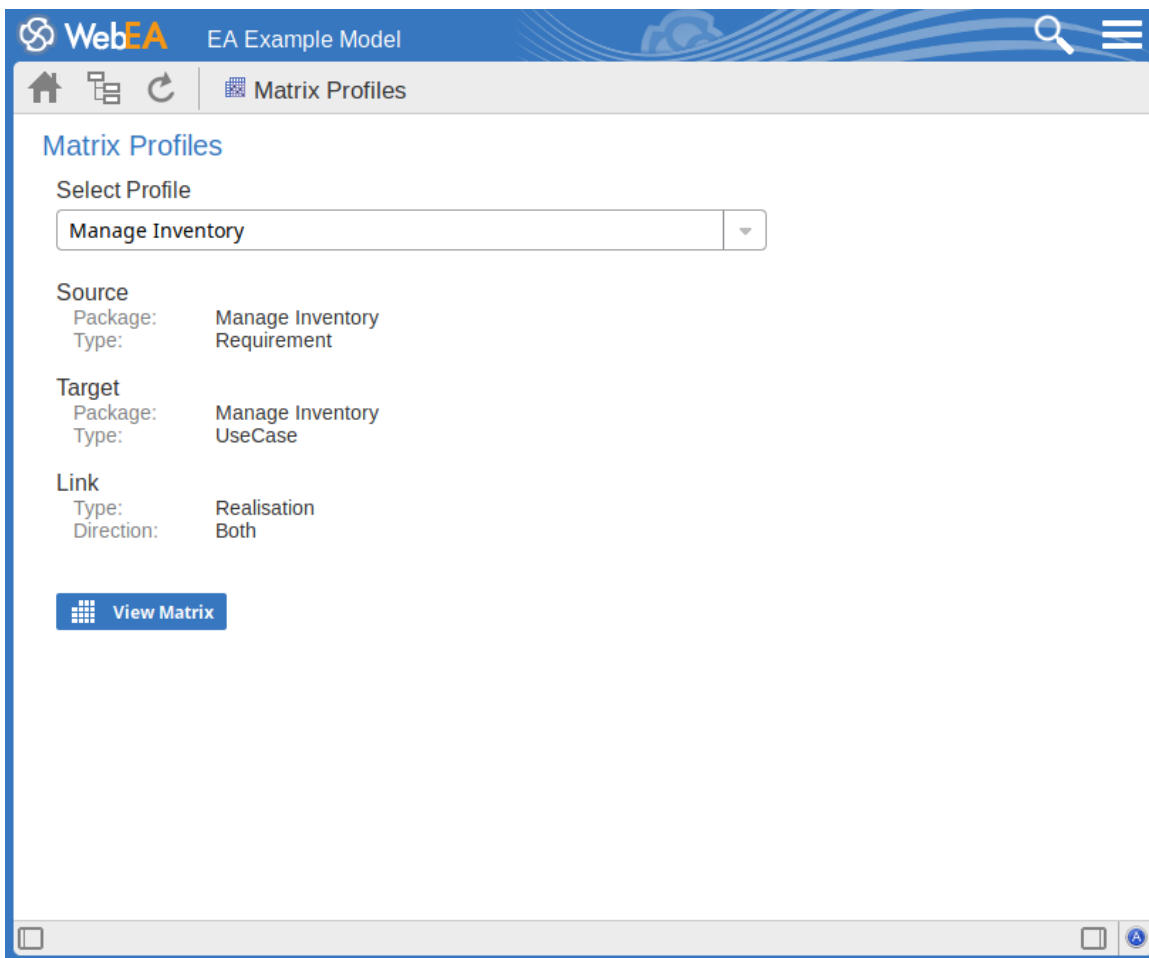 WebEA EA Example Model
Matrix Profiles
Matrix Profiles
Select Profile
Manage Inventory
Source
Package: Manage Inventory
Type: Requirement
Target
Package: Manage Inventory
Type: UseCase
Link
Type: Realisation
Direction: Both
View Matrix
A